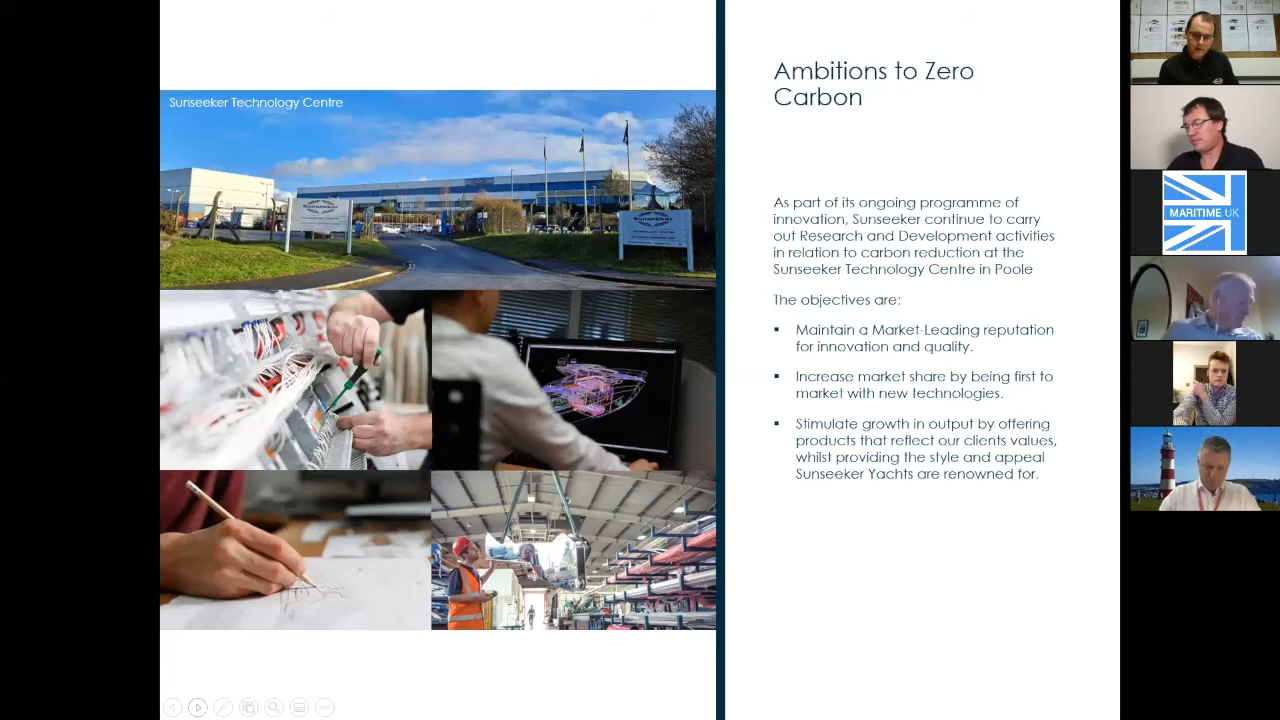 Sunseeker Technology Centre
Sunseeker
Sunseeker
Ambitions to Zero
Carbon
As part of its ongoing programme of
innovation, Sunseeker continue to carry
out Research and Development activities
in relation to carbon reduction at the
Sunseeker Technology Centre in Poole
The objectives are:
▪ Maintain a Market-Leading reputation
for innovation and quality.
▪ Increase market share by being first to
market with new technologies.
▪ Stimulate growth in output by offering
products that reflect our clients values,
whilst providing the style and appeal
Sunseeker Yachts are renowned for.
MARITIME UK